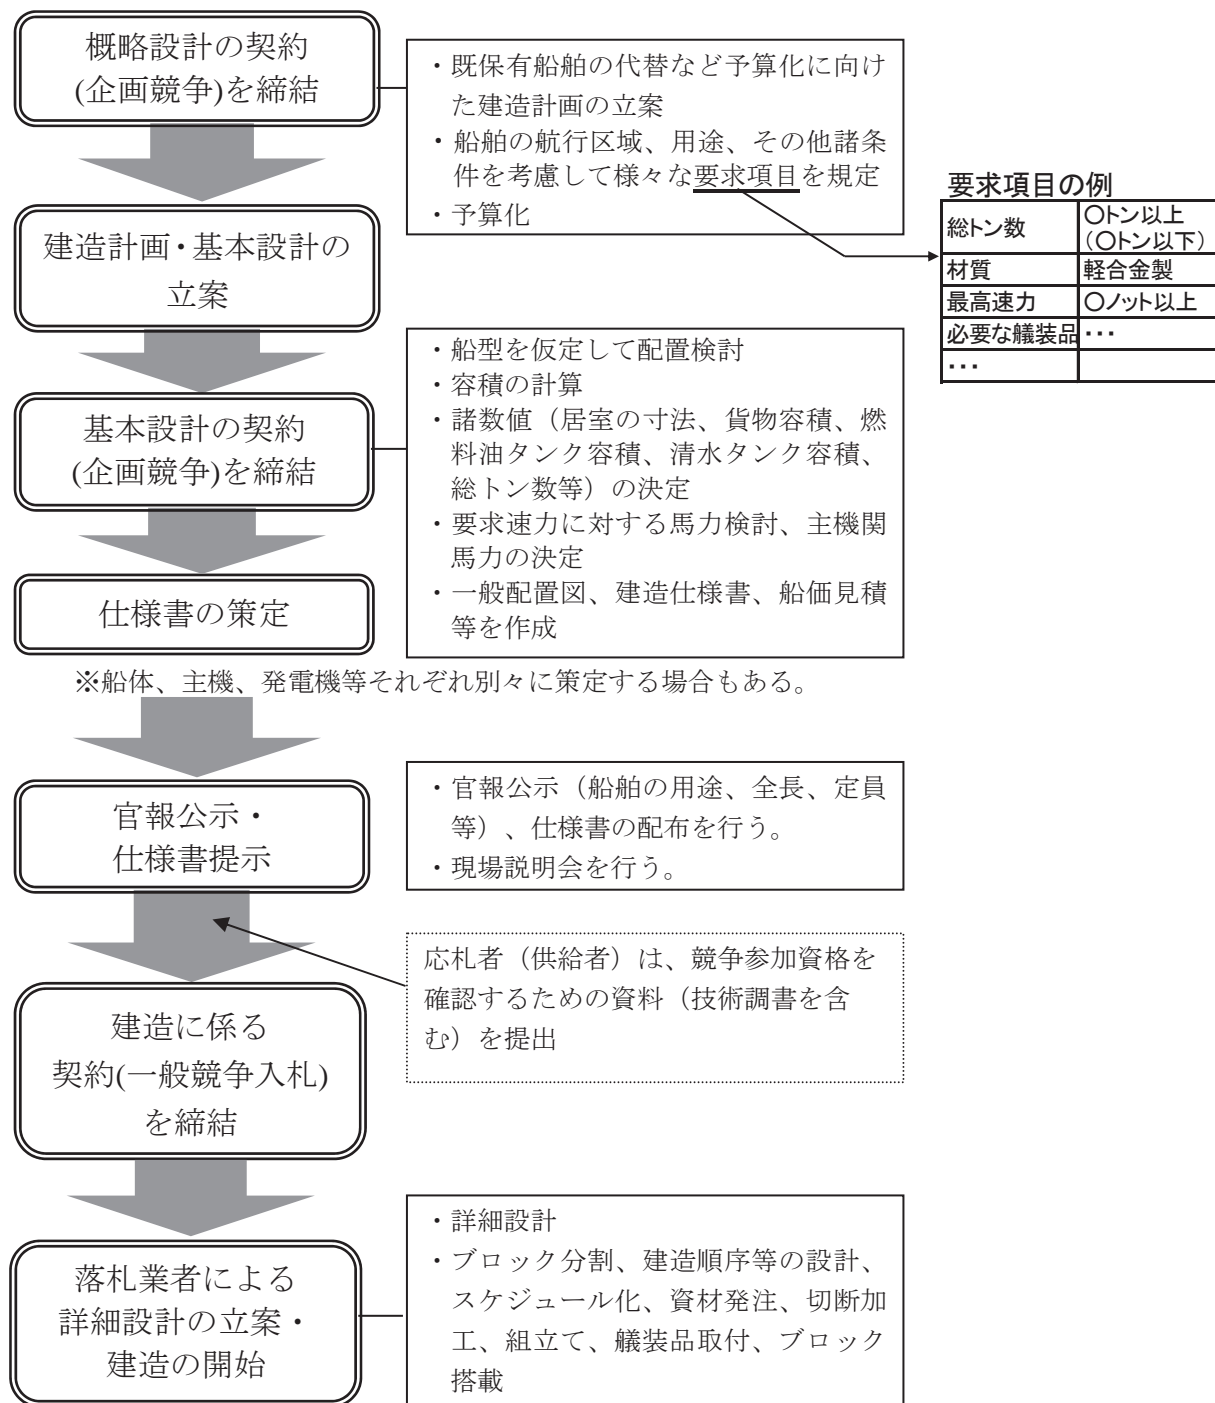 概略設計の契約
(企画競争)を締結
・既保有船舶の代替など予算化に向け
た建造計画の立案
・船舶の航行区域、用途、その他諸条
件を考慮して様々な要求項目を規定
・予算化
要求項目の例
総トン数
○トン以上
(○トン以下)
材質
軽合金製
最高速力
○ノット以上
必要な艤装品
・・・
・・・
建造計画・基本設計の
立案
基本設計の契約
(企画競争)を締結
・船型を仮定して配置検討
・容積の計算
・諸数値（居室の寸法、貨物容積、燃
料油タンク容積、清水タンク容積、
総トン数等）の決定
・要求速力に対する馬力検討、主機関
馬力の決定
・一般配置図、建造仕様書、船価見積
等を作成
仕様書の策定
※船体、主機、発電機等それぞれ別々に策定する場合もある。
官報公示・
仕様書提示
・官報公示（船舶の用途、全長、定員
等）、仕様書の配布を行う。
・現場説明会を行う。
応札者（供給者）は、競争参加資格を
確認するための資料（技術調書を含
む）を提出
建造に係る
契約(一般競争入札)
を締結
落札業者による
詳細設計の立案・
建造の開始
・詳細設計
・ブロック分割、建造順序等の設計、
スケジュール化、資材発注、切断加
工、組立て、艤装品取付、ブロック
搭載